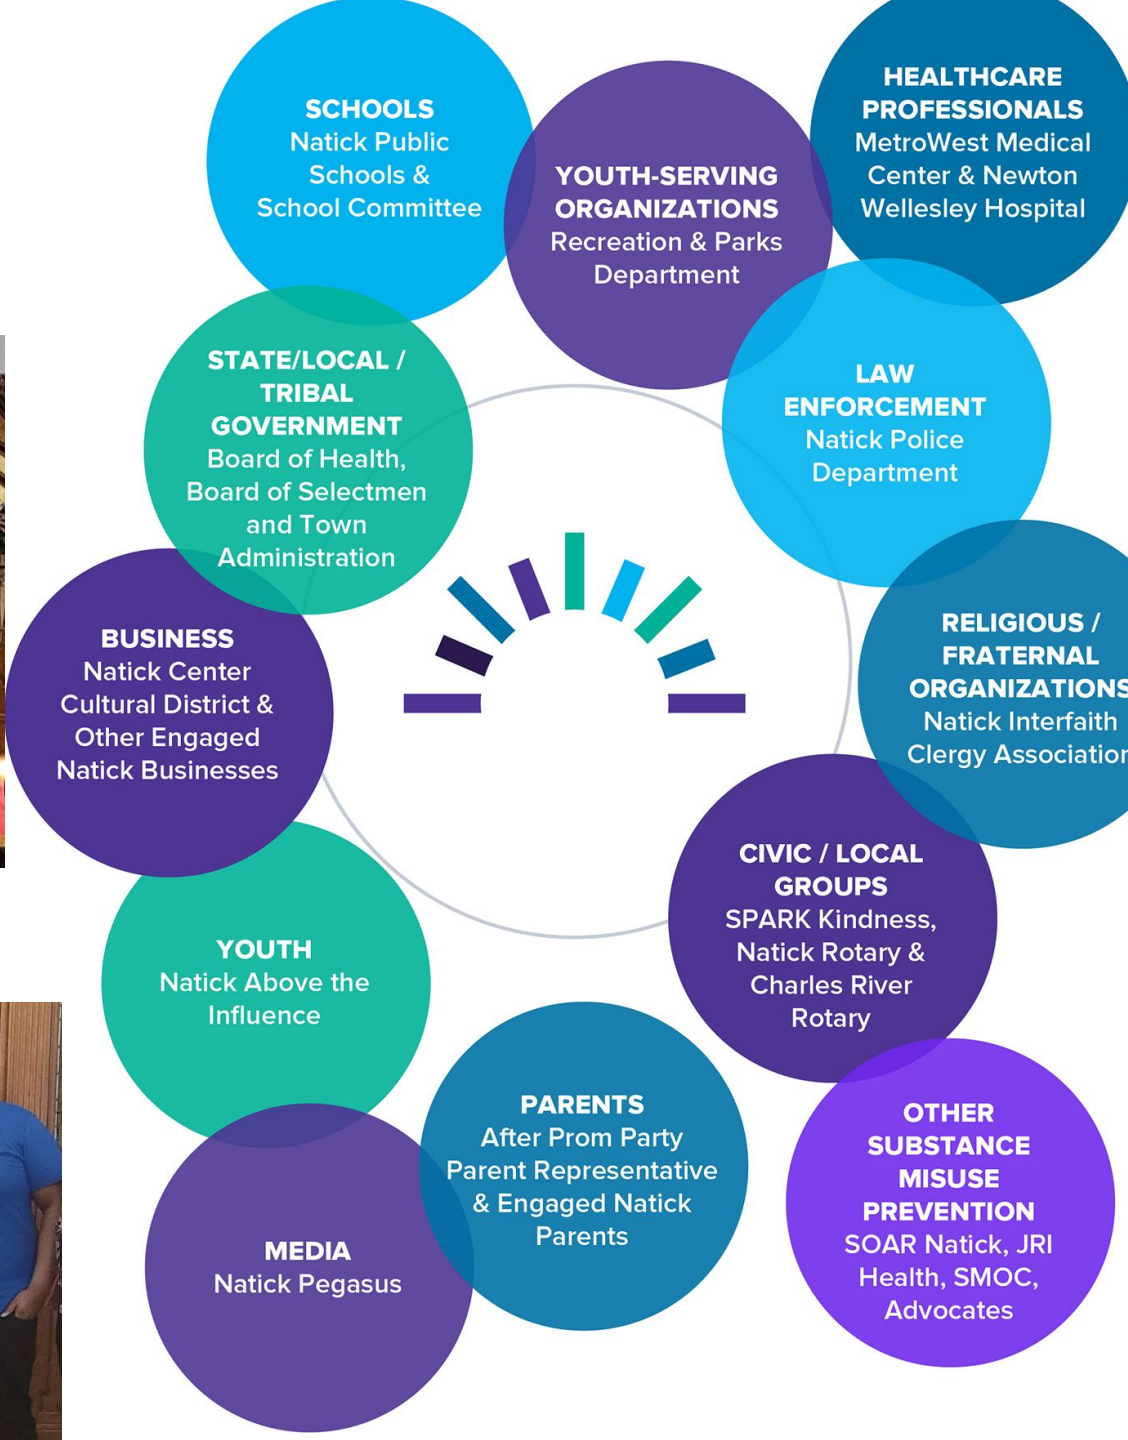 SCHOOLS
Natick Public
Schools &
School Committee
YOUTH-SERVING
ORGANIZATIONS
Recreation & Parks
Department
HEALTHCARE
PROFESSIONALS
MetroWest Medical
Center & Newton
Wellesley Hospital
STATE/LOCAL /
TRIBAL
GOVERNMENT
Board of Health,
Board of Selectmen
and Town
Administration
LAW
ENFORCEMENT
Natick Police
Department
BUSINESS
Natick Center
Cultural District &
Other Engaged
Natick Businesses
RELIGIOUS /
FRATERNAL
ORGANIZATIONS
Natick Interfaith
Clergy Association
YOUTH
Natick Above the
Influence
CIVIC / LOCAL
GROUPS
SPARK Kindness,
Natick Rotary &
Charles River
Rotary
MEDIA
Natick Pegasus
PARENTS
After Prom Party
Parent Representative
& Engaged Natick
Parents
OTHER
SUBSTANCE
MISUSE
PREVENTION
SOAR Natick, JRI
Health, SMOC,
Advocates